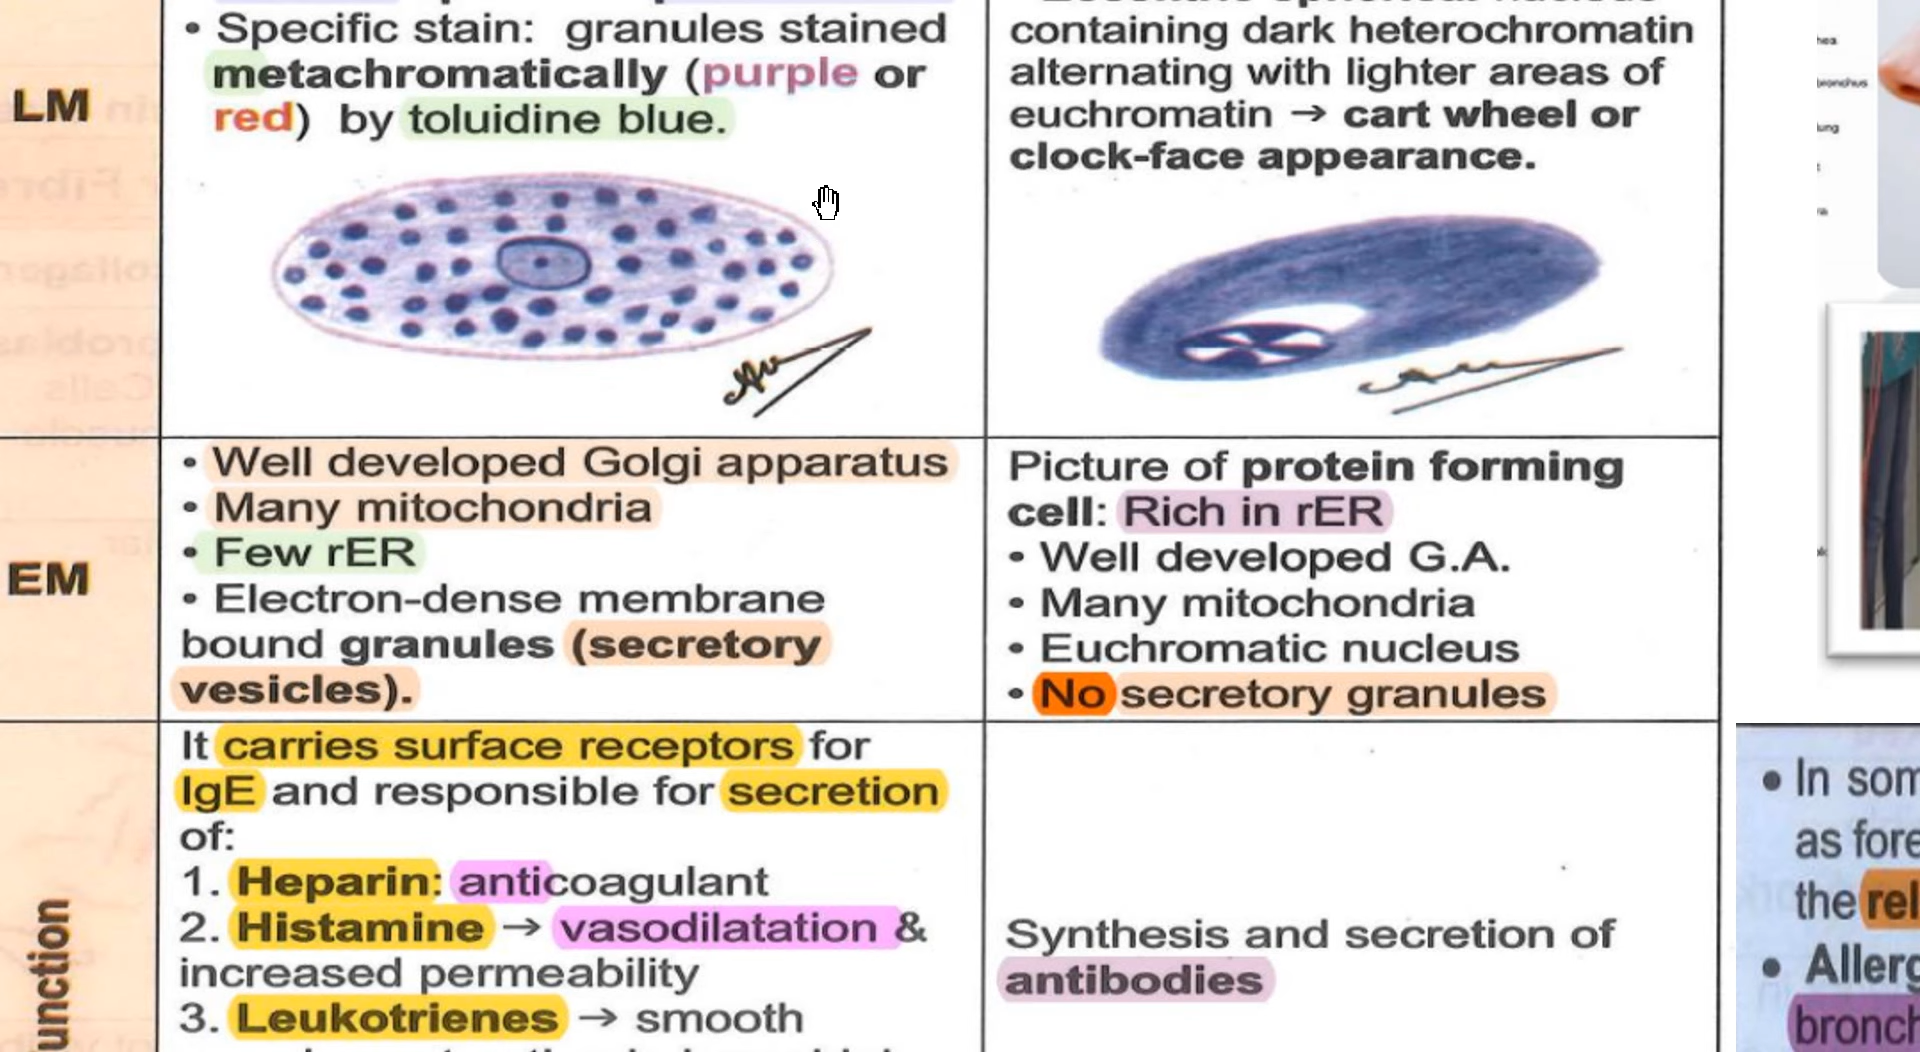 • Specific stain: granules stained
metachromatically (purple or
red) by toluidine blue.
containing dark heterochromatin
alternating with lighter areas of
euchromatin → cart wheel or
clock-face appearance.
LM
• Well developed Golgi apparatus
• Many mitochondria
• Few rER
• Electron-dense membrane
bound granules (secretory
vesicles).
Picture of protein forming
cell: Rich in rER
• Well developed G.A.
• Many mitochondria
• Euchromatic nucleus
• No secretory granules
EM
It carries surface receptors for
IgE and responsible for secretion
of:
1. Heparin: anticoagulant
2. Histamine → vasodilatation &
increased permeability
3. Leukotrienes → smooth
Synthesis and secretion of
antibodies
unction
bronchus
• In som
as fore
the rel
• Allerg
bronch